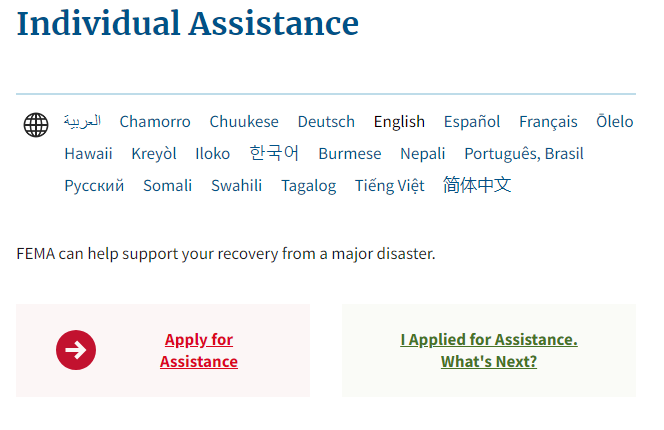 Individual Assistance
العربية Chamorro Chuukese Deutsch English Español Français Ōlelo
Hawaii Kreyòl Iloko 한국어 Burmese Nepali Português, Brasil
Русский Somali Swahili Tagalog Tiếng Việt 简体中文
FEMA can help support your recovery from a major disaster.
Apply for
Assistance
I Applied for Assistance.
What's Next?